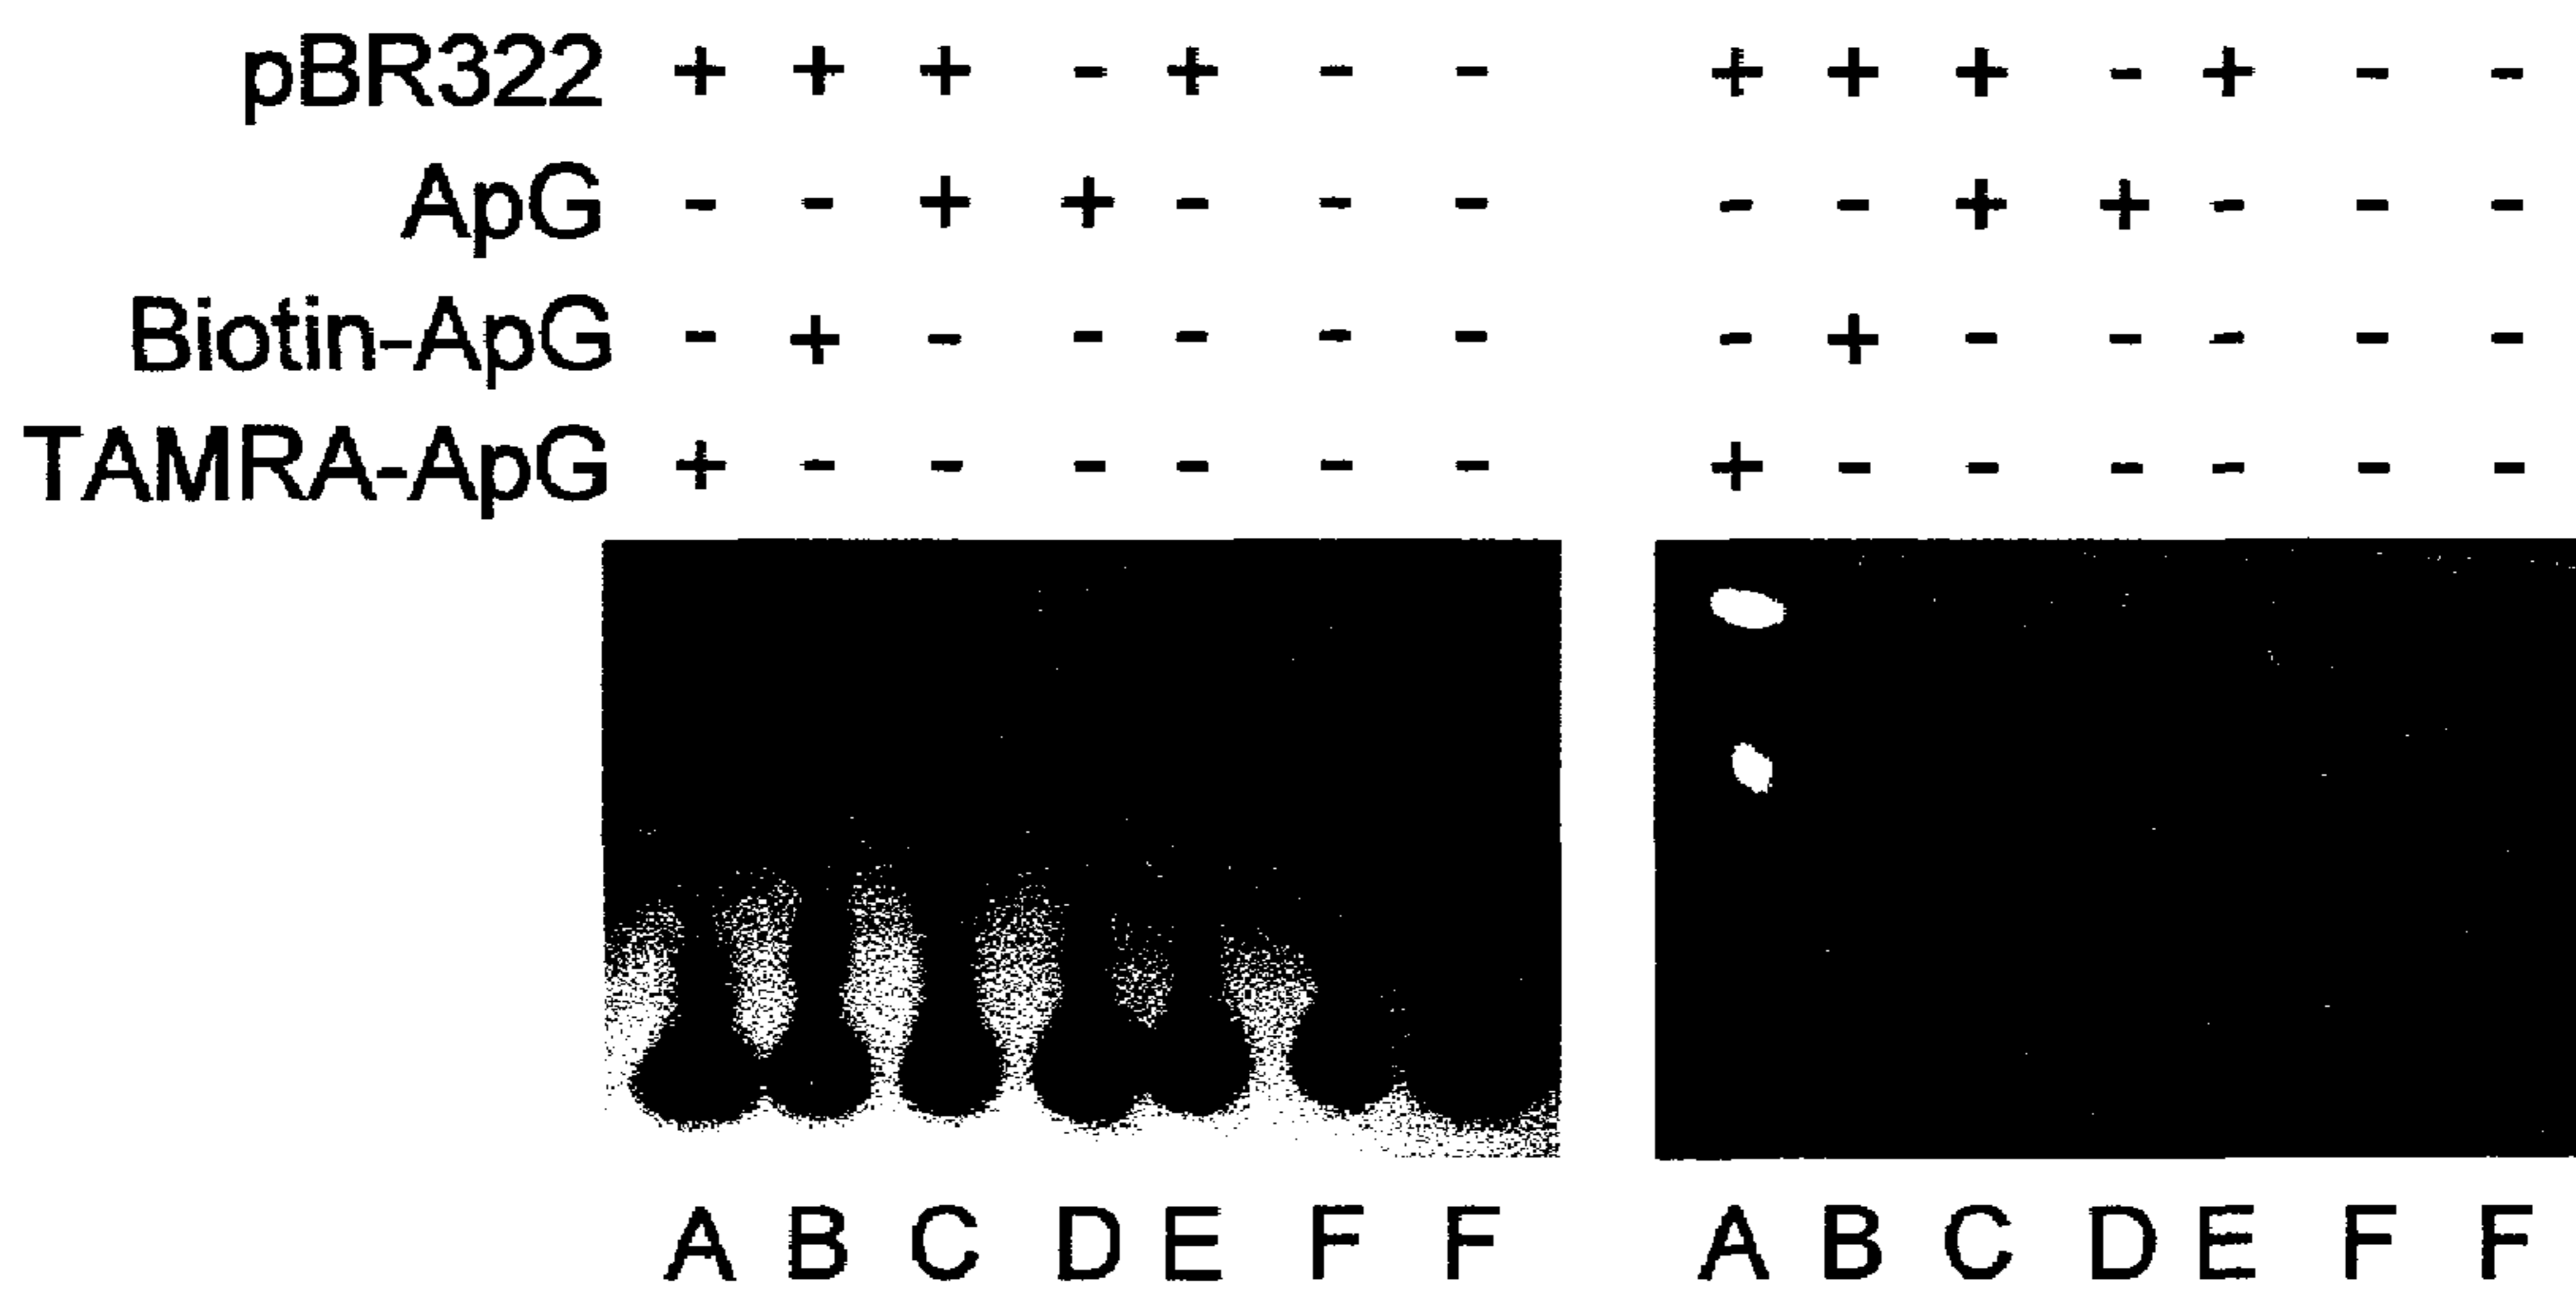 pBR322 + + + - + - - + + + - + - -
ApG - - + + - - - - - + + - - -
Biotin-ApG - + - - - - - - + - - - - -
TAMRA-ApG + - - - - - - + - - - - - -
A B C D E F F A B C D E F F